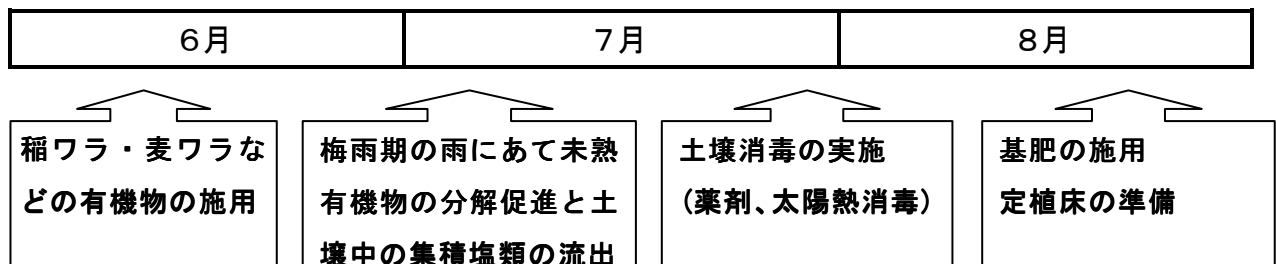 6月 7月 8月
稲ワラ・麦ワラな
どの有機物の施用
梅雨期の雨にあて未熟
有機物の分解促進と土
壌中の集積塩類の流出
土壌消毒の実施
(薬剤、太陽熱消毒)
基肥の施用
定植床の準備